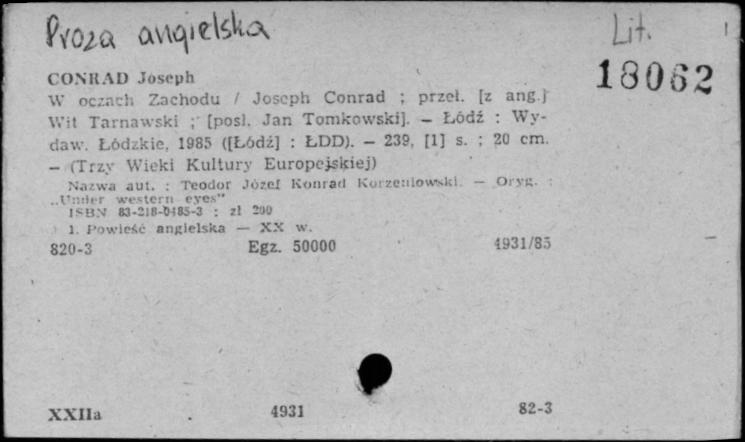 Proza angielska
Lit.
18062
CONRAD Joseph
W oczach Zachodu / Joseph Conrad ; przeł. [z ang.]
Wit Tarnawski ; [posl. Jan Tomkowski]. — Łódź : Wy-
daw. Łódzkie, 1985 ([Łódź] : ŁDD). — 239, [1] s. ; 20 cm.
— (Trzy Wieki Kultury Europejskiej)
Nazwa aut. : Teodor Józef Konrad Korzeniowski. — Oryg. :
„Under western eyes"
ISBN 83-218-0485-3 : zł 200
1. Powieść angielska — XX w.
820-3 Egz. 50000 4931/85
XXIIa 4931 82-3